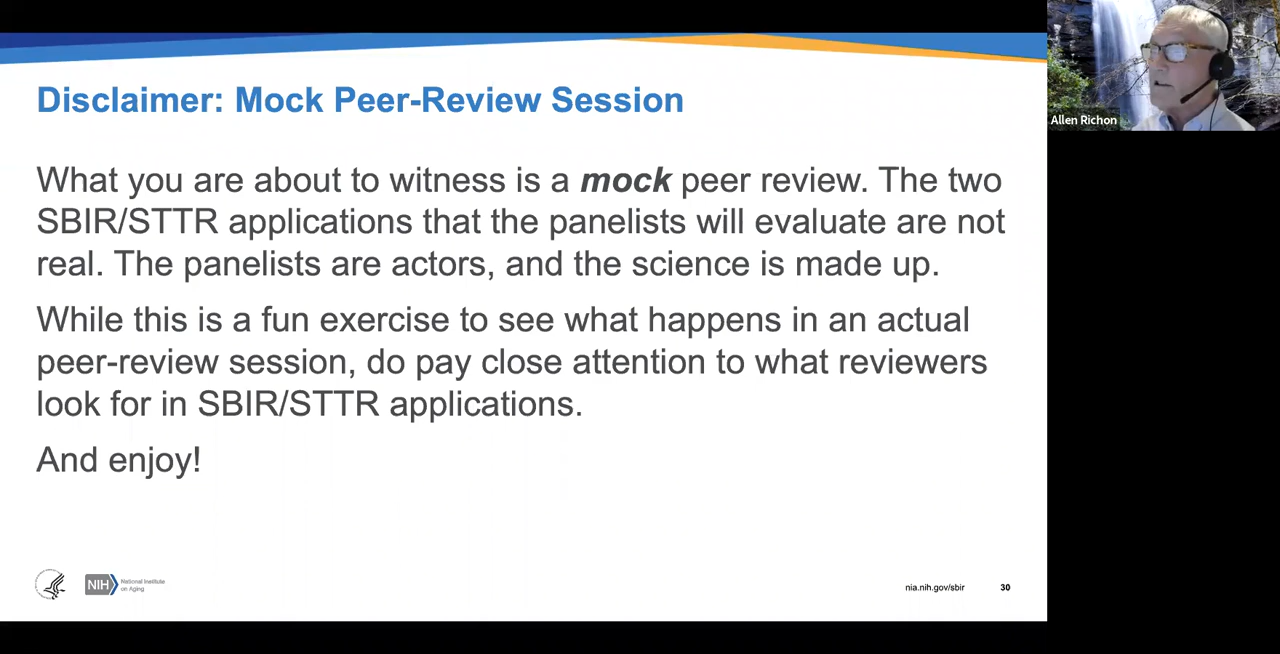 Disclaimer: Mock Peer-Review Session
Allen Richon
What you are about to witness is a mock peer review. The two
SBIR/STTR applications that the panelists will evaluate are not
real. The panelists are actors, and the science is made up.
While this is a fun exercise to see what happens in an actual
peer-review session, do pay close attention to what reviewers
look for in SBIR/STTR applications.
And enjoy!
NIH
National Institute
on Aging
nia.nih.gov/sbir
30